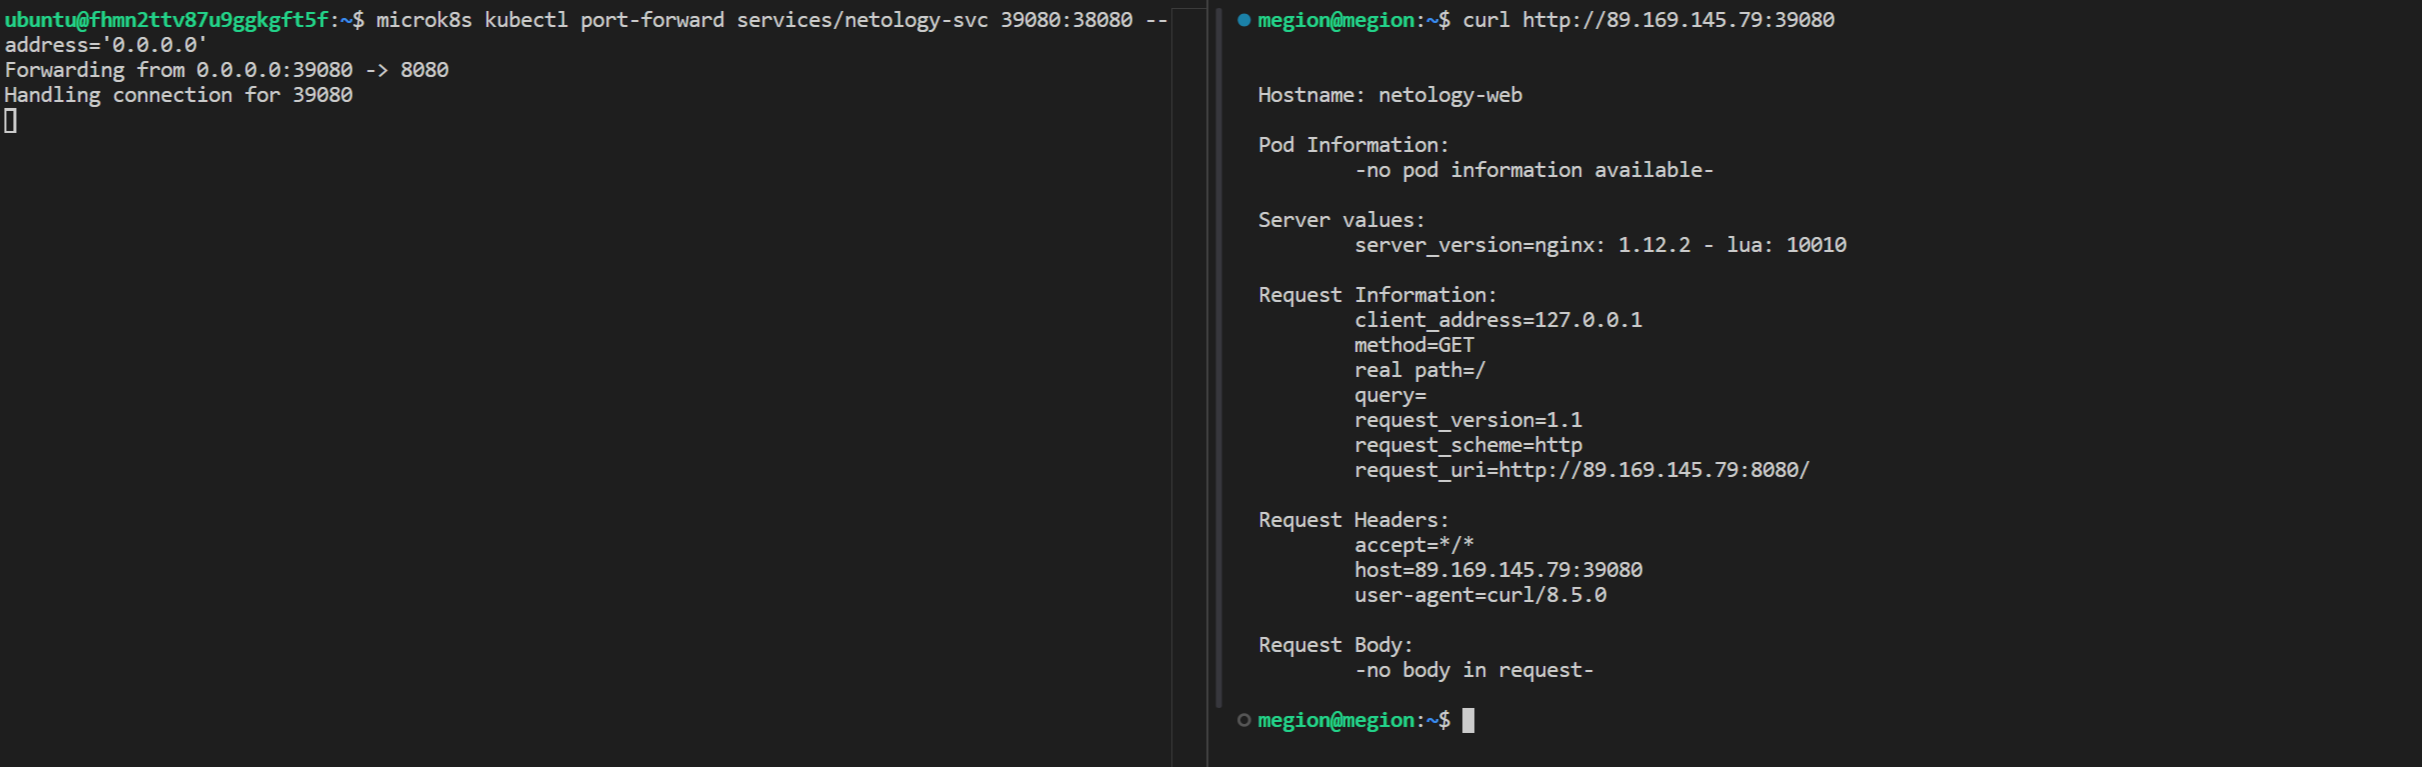 ubuntu@fhmn2ttv87u9ggkgft5f:~$ microk8s kubectl port-forward services/netology-svc 39080:38080 --
address='0.0.0.0'
Forwarding from 0.0.0.0:39080 -> 8080
Handling connection for 39080
megion@megion:~$ curl http://89.169.145.79:39080
Hostname: netology-web
Pod Information:
-no pod information available-
Server values:
server_version=nginx: 1.12.2 - lua: 10010
Request Information:
client_address=127.0.0.1
method=GET
real path=/
query=
request_version=1.1
request_scheme=http
request_uri=http://89.169.145.79:8080/
Request Headers:
accept=*/*
host=89.169.145.79:39080
user-agent=curl/8.5.0
Request Body:
-no body in request-
megion@megion:~$